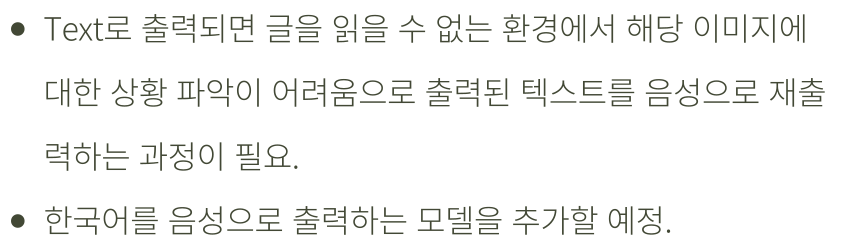 ● Text로 출력되면 글을 읽을 수 없는 환경에서 해당 이미지에
대한 상황 파악이 어려움으로 출력된 텍스트를 음성으로 재출
력하는 과정이 필요.
● 한국어를 음성으로 출력하는 모델을 추가할 예정.